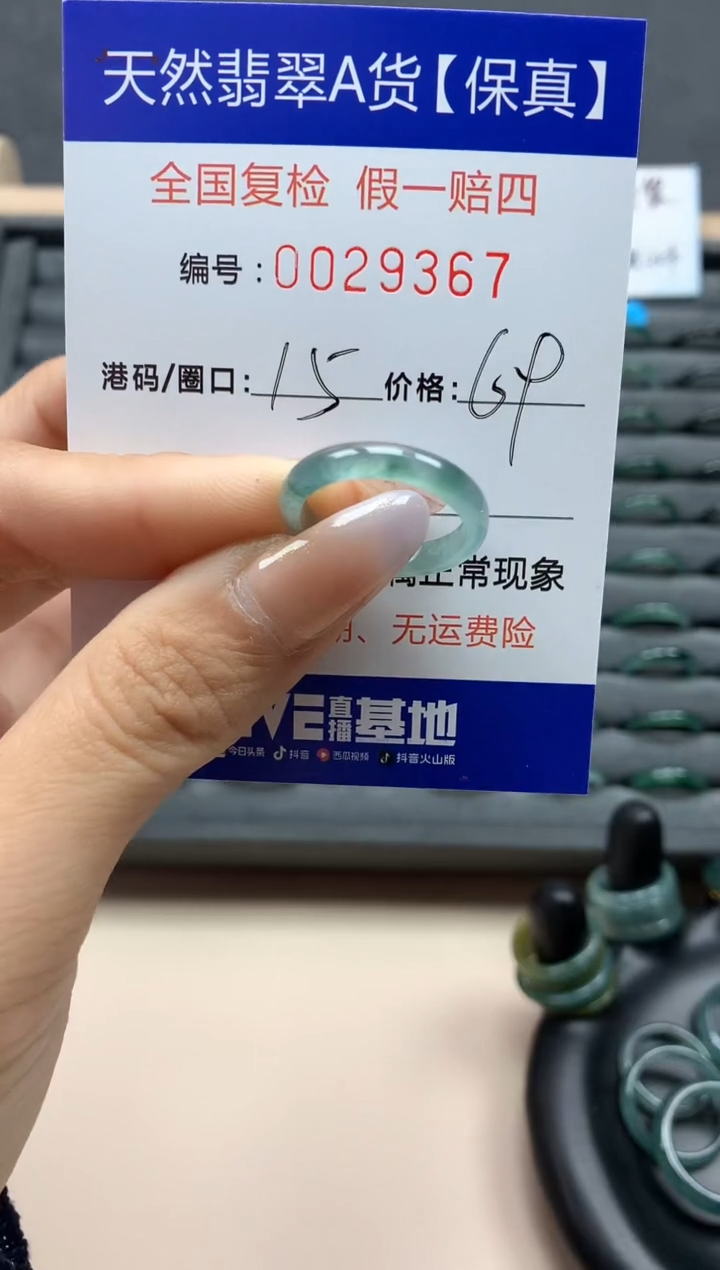 天然翡翠A货【保真】
全国复检 假一赔四
编号:0029367
港码/圈口:15 价格:69
正常现象
、无运费险
VE直播基地
今日头条 抖音 西瓜视频 抖音火山版